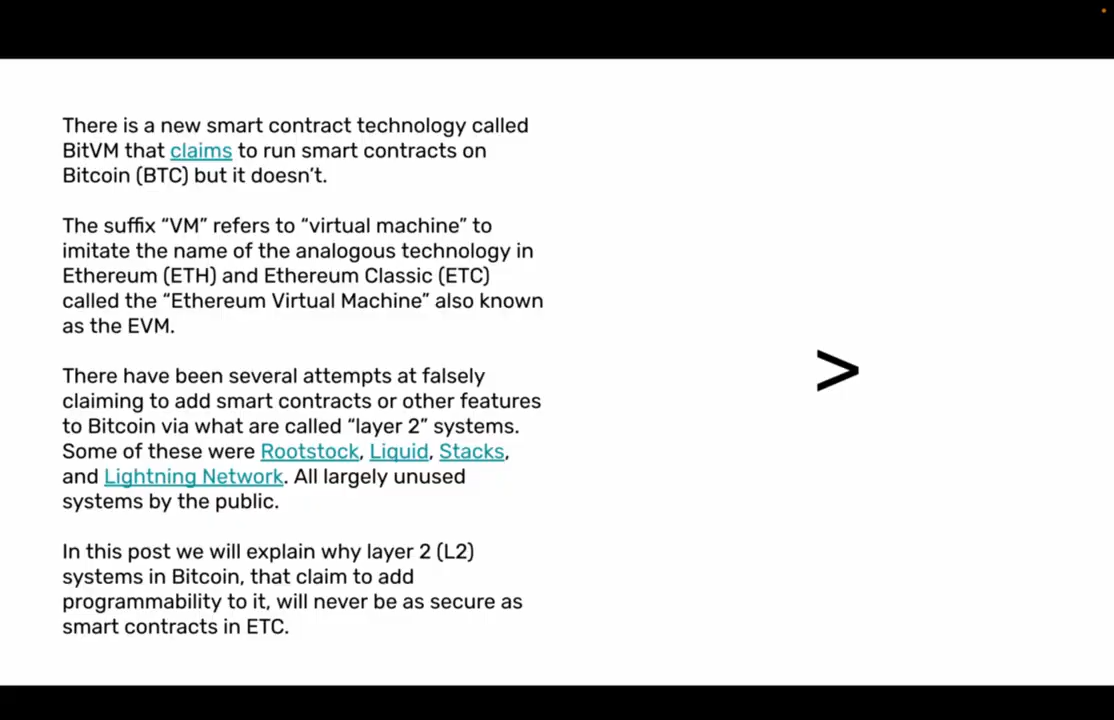 There is a new smart contract technology called
BitVM that claims to run smart contracts on
Bitcoin (BTC) but it doesn’t.
The suffix “VM” refers to “virtual machine” to
imitate the name of the analogous technology in
Ethereum (ETH) and Ethereum Classic (ETC)
called the “Ethereum Virtual Machine” also known
as the EVM.
There have been several attempts at falsely
claiming to add smart contracts or other features
to Bitcoin via what are called “layer 2” systems.
Some of these were Rootstock, Liquid, Stacks,
and Lightning Network. All largely unused
systems by the public.
In this post we will explain why layer 2 (L2)
systems in Bitcoin, that claim to add
programmability to it, will never be as secure as
smart contracts in ETC.
>